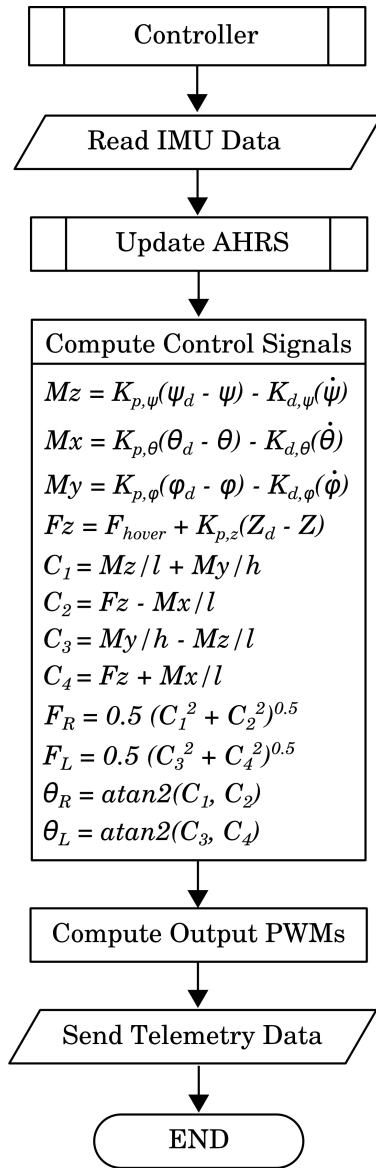 Controller
Read IMU Data
Update AHRS
Compute Control Signals
Mz = K_{p,ψ}(ψ_d - ψ) - K_{d,ψ}(ψ̇)
Mx = K_{p,θ}(θ_d - θ) - K_{d,θ}(θ̇)
My = K_{p,φ}(φ_d - φ) - K_{d,φ}(φ̇)
Fz = F_{hover} + K_{p,z}(Z_d - Z)
C_1 = Mz/l + My/h
C_2 = Fz - Mx/l
C_3 = My/h - Mz/l
C_4 = Fz + Mx/l
F_R = 0.5 (C_1^2 + C_2^2)^{0.5}
F_L = 0.5 (C_3^2 + C_4^2)^{0.5}
θ_R = atan2(C_1, C_2)
θ_L = atan2(C_3, C_4)
Compute Output PWMs
Send Telemetry Data
END